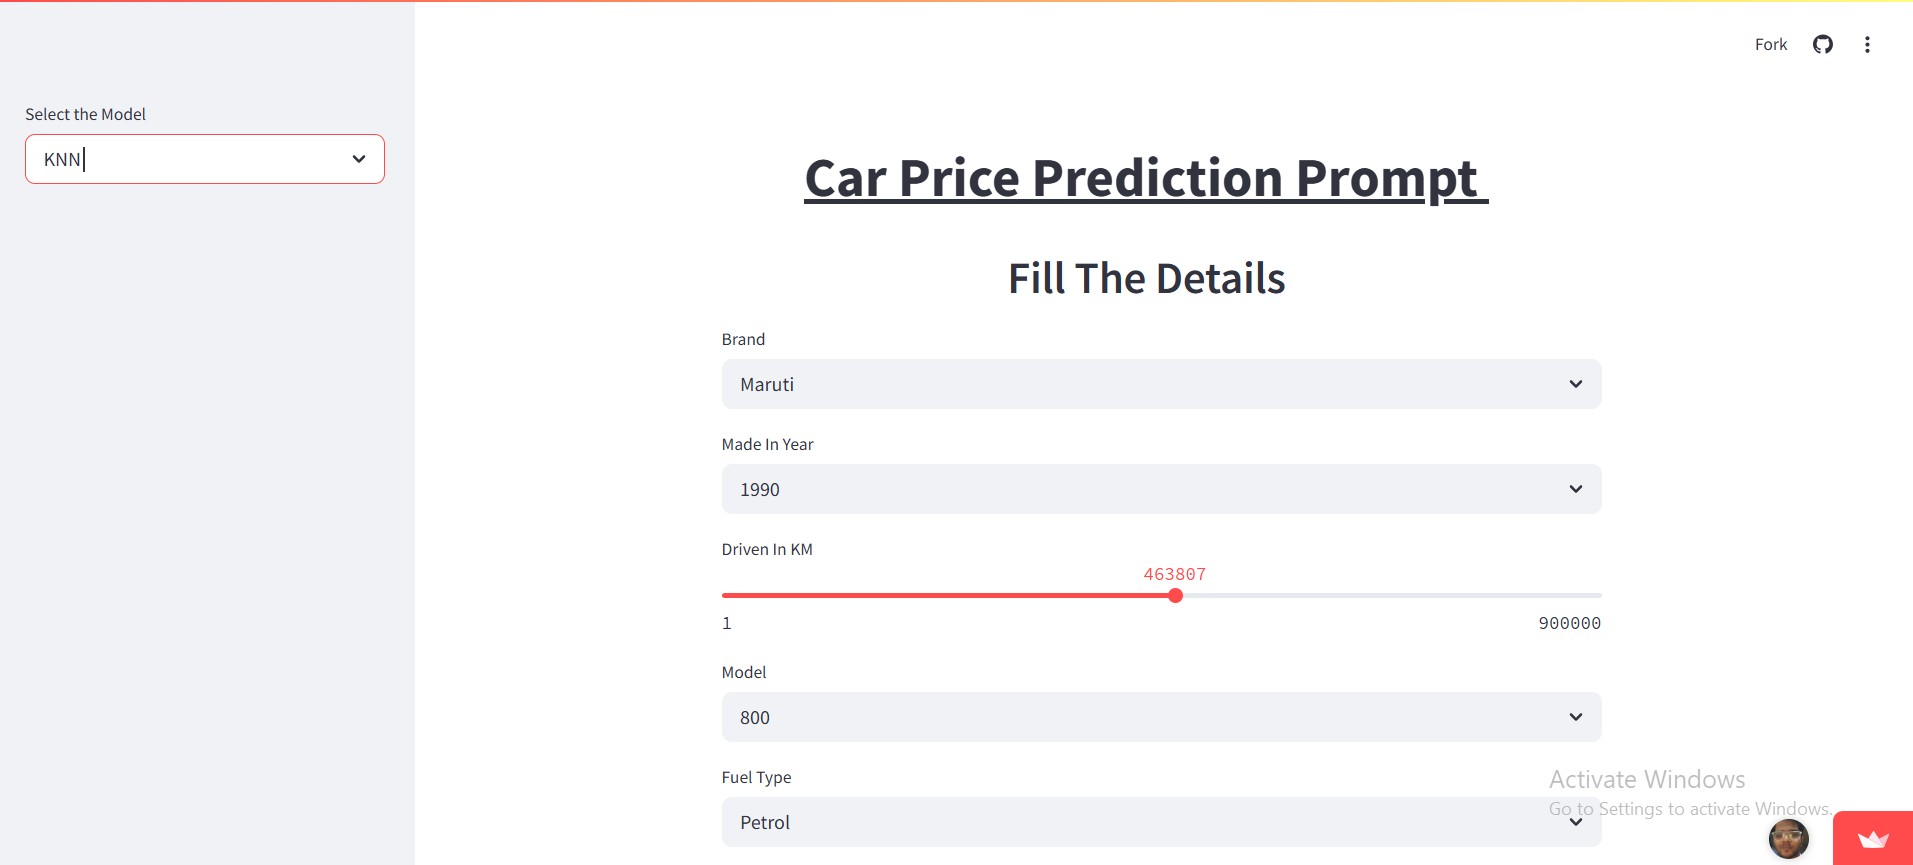 Fork
Select the Model
KNN
Car Price Prediction Prompt
Fill The Details
Brand
Maruti
Made In Year
1990
Driven In KM
463807
1 900000
Model
800
Fuel Type
Petrol
Activate Windows
Go to Settings to activate Windows.